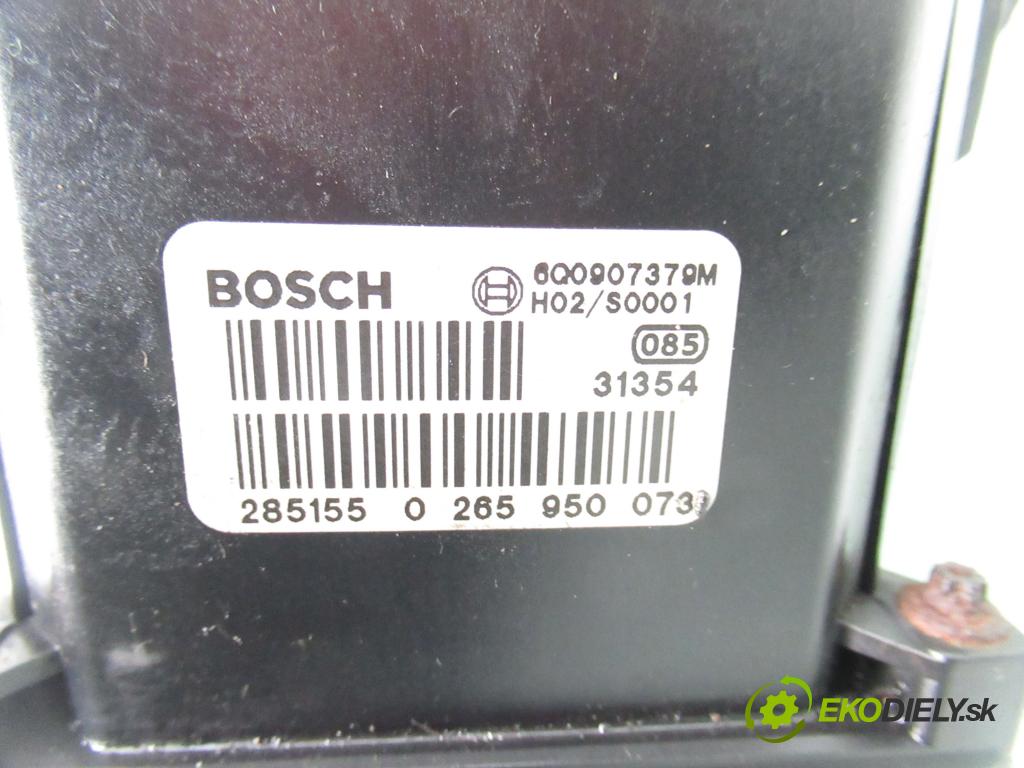 BOSCH
6Q0907379M
H02/S0001
085
31354
285155 0 265 950 073
EKODIELY.sk